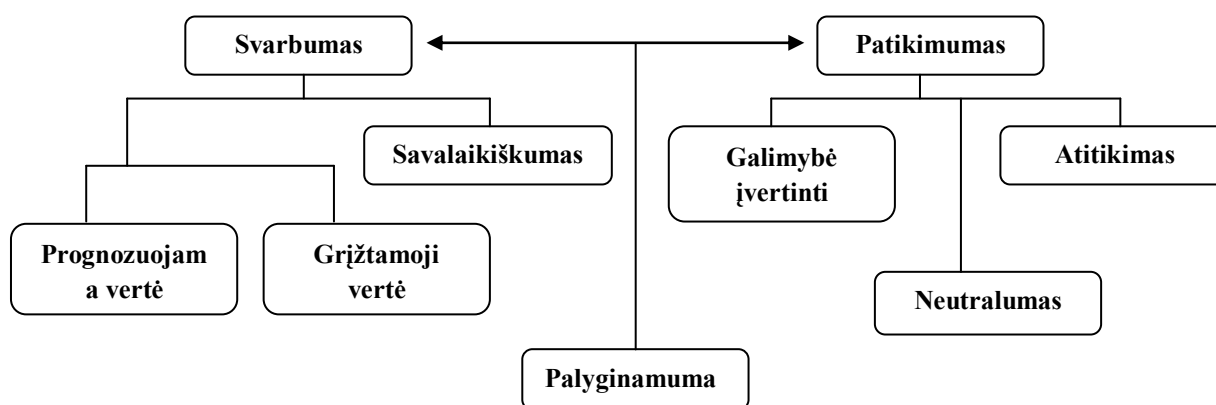 Svarbumas
Patikimumas
Savalaikiškumas
Galimybė
įvertinti
Atitikimas
Prognozuojam
a vertė
Grįžtamoji
vertė
Neutralumas
Palyginamuma